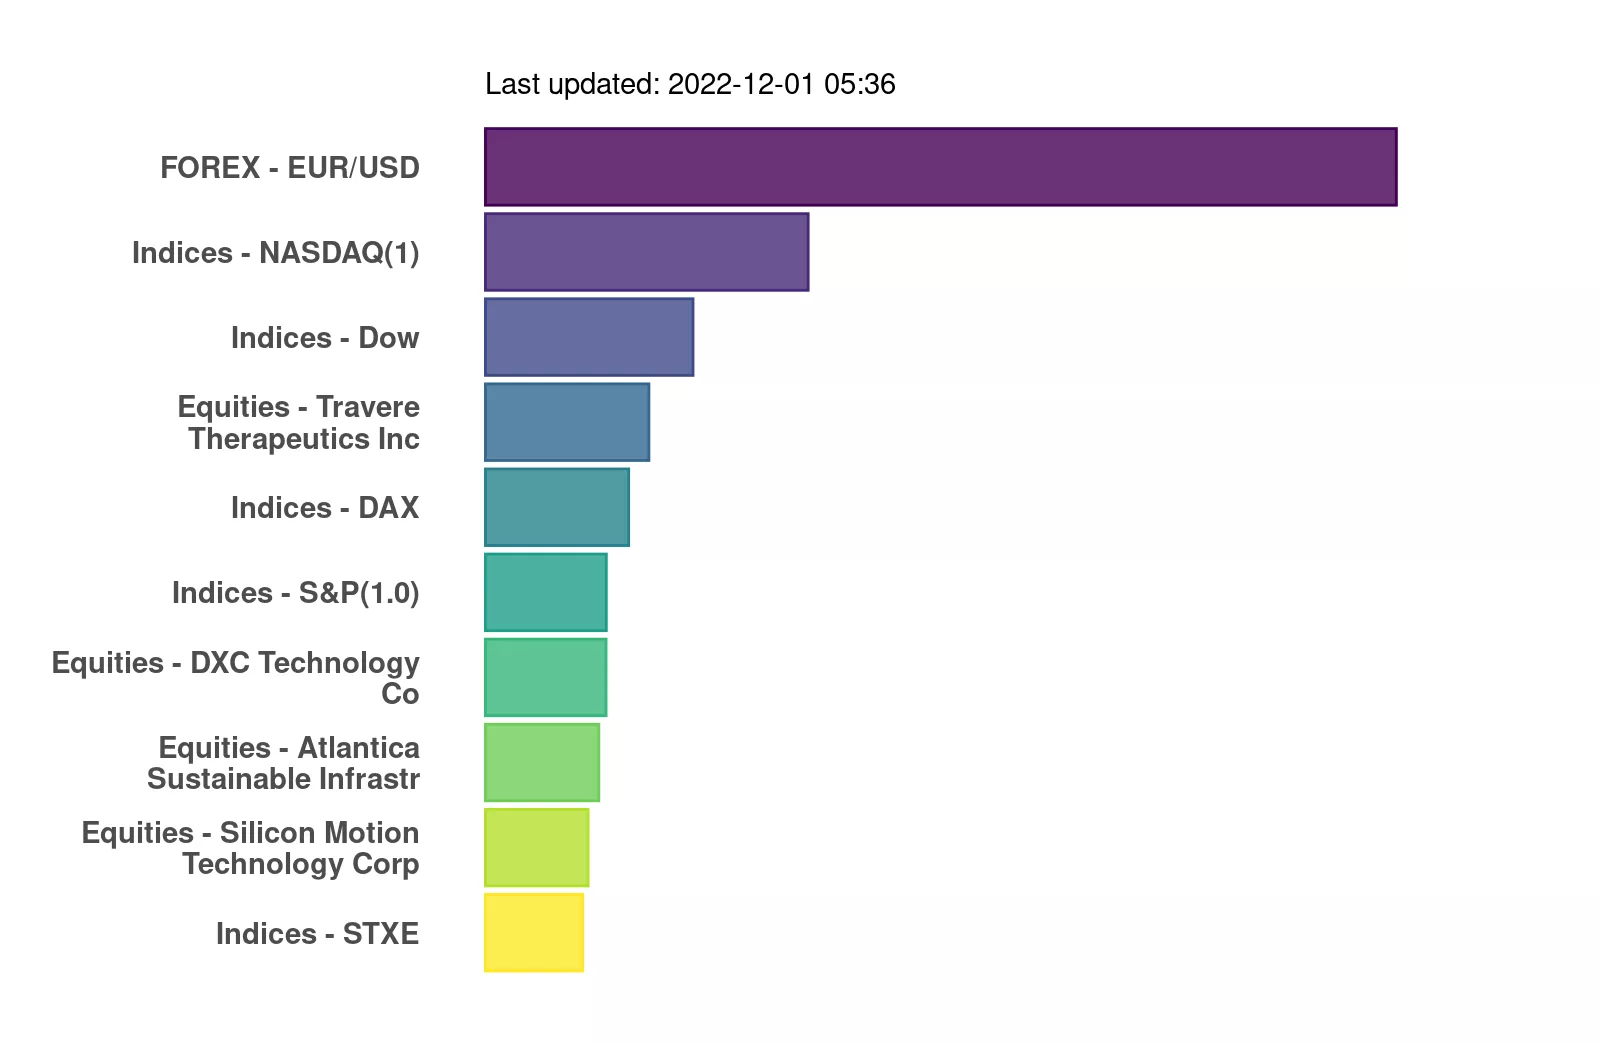 Last updated: 2022-12-01 05:36
FOREX - EUR/USD
Indices - NASDAQ(1)
Indices - Dow
Equities - Travere
Therapeutics Inc
Indices - DAX
Indices - S&P(1.0)
Equities - DXC Technology
Co
Equities - Atlantica
Sustainable Infrastr
Equities - Silicon Motion
Technology Corp
Indices - STXE